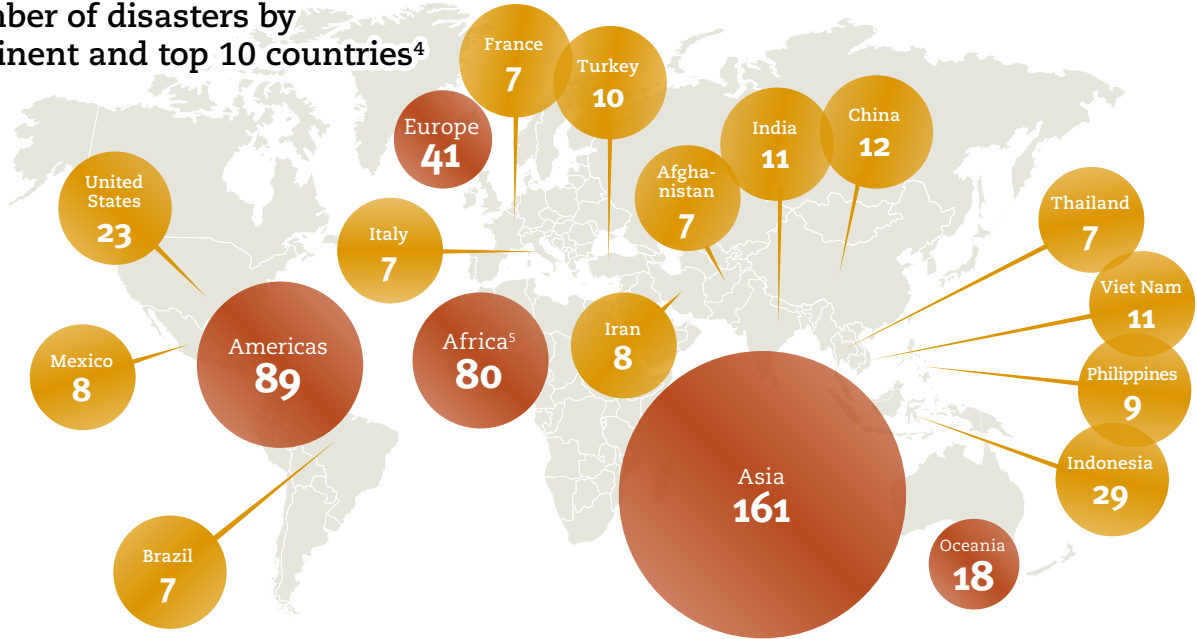 mber of disasters by
inent and top 10 countries⁴
France
7
Turkey
10
Europe
41
India
11
China
12
United
States
23
Afgha-
nistan
7
Thailand
7
Italy
7
Viet Nam
11
Americas
89
Africa⁵
80
Iran
8
Mexico
8
Philippines
9
Asia
161
Indonesia
29
Brazil
7
Oceania
18